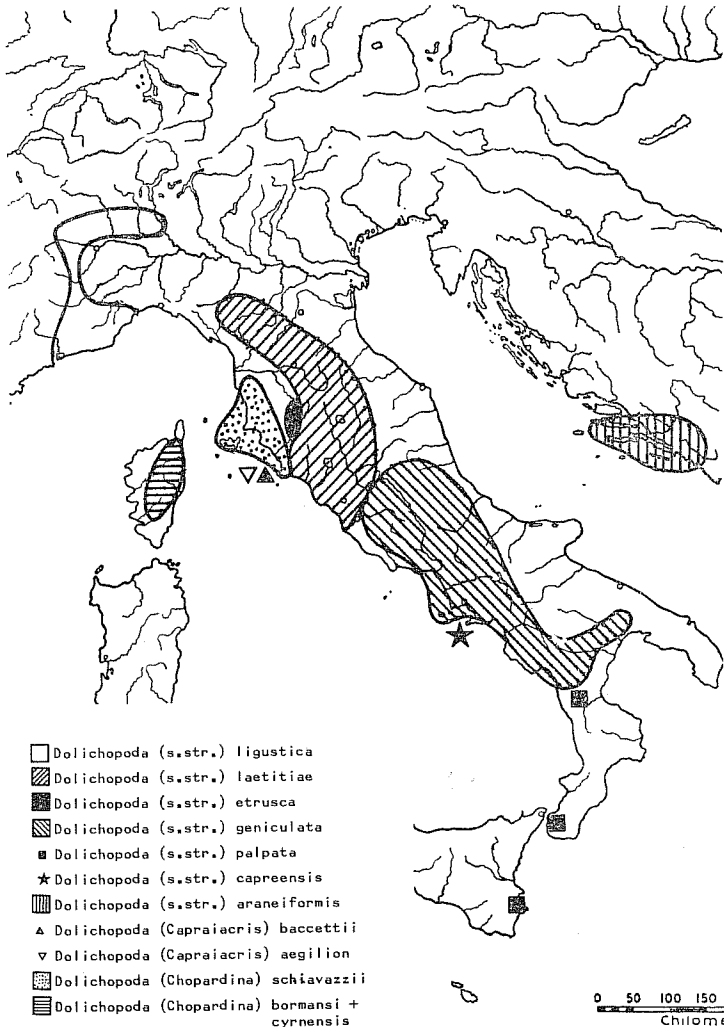 Dolichopoda (s.str.) ligustica
Dolichopoda (s.str.) laetitiae
Dolichopoda (s.str.) etrusca
Dolichopoda (s.str.) geniculata
Dolichopoda (s.str.) palpata
Dolichopoda (s.str.) capreensis
Dolichopoda (s.str.) araneiformis
Dolichopoda (Capraiacris) baccettii
Dolichopoda (Capraiacris) aegilion
Dolichopoda (Chopardina) schiavazzii
Dolichopoda (Chopardina) bormansi +
cyrnensis
0 50 100 150
Chilome